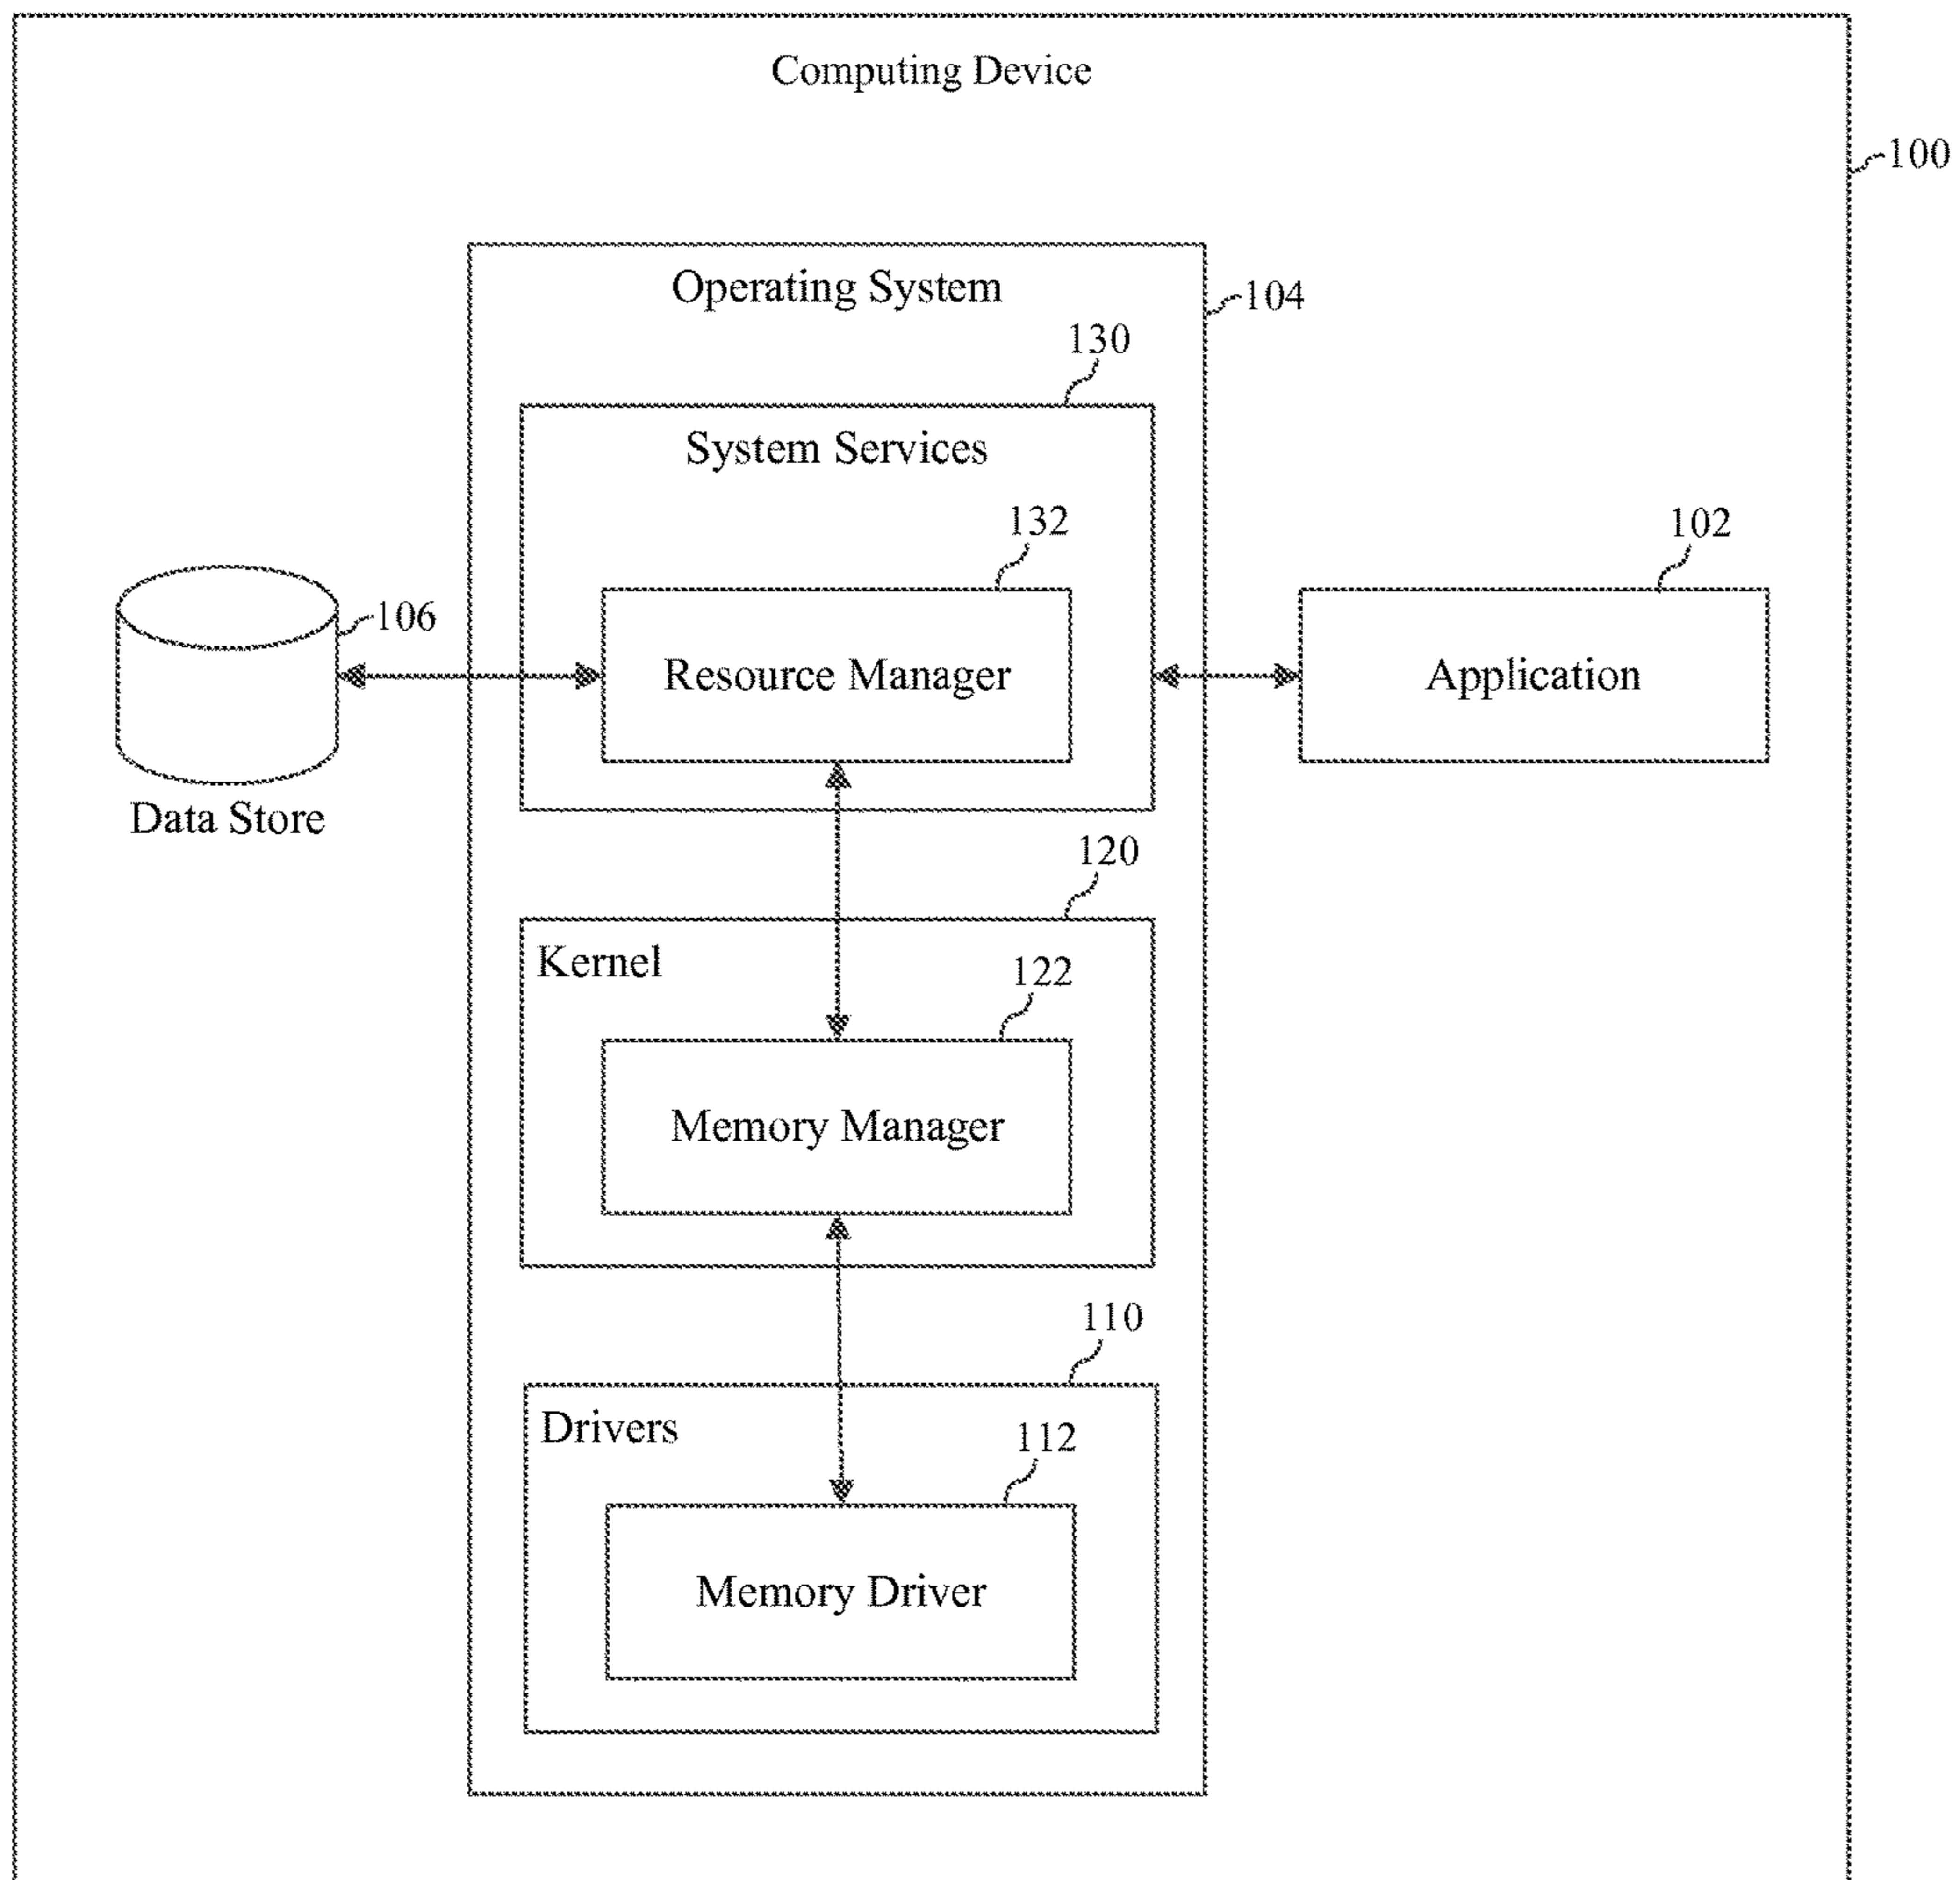 Computing Device
100
Operating System
104
130
System Services
132
102
106
Resource Manager
Application
Data Store
120
Kernel
122
Memory Manager
110
Drivers
112
Memory Driver